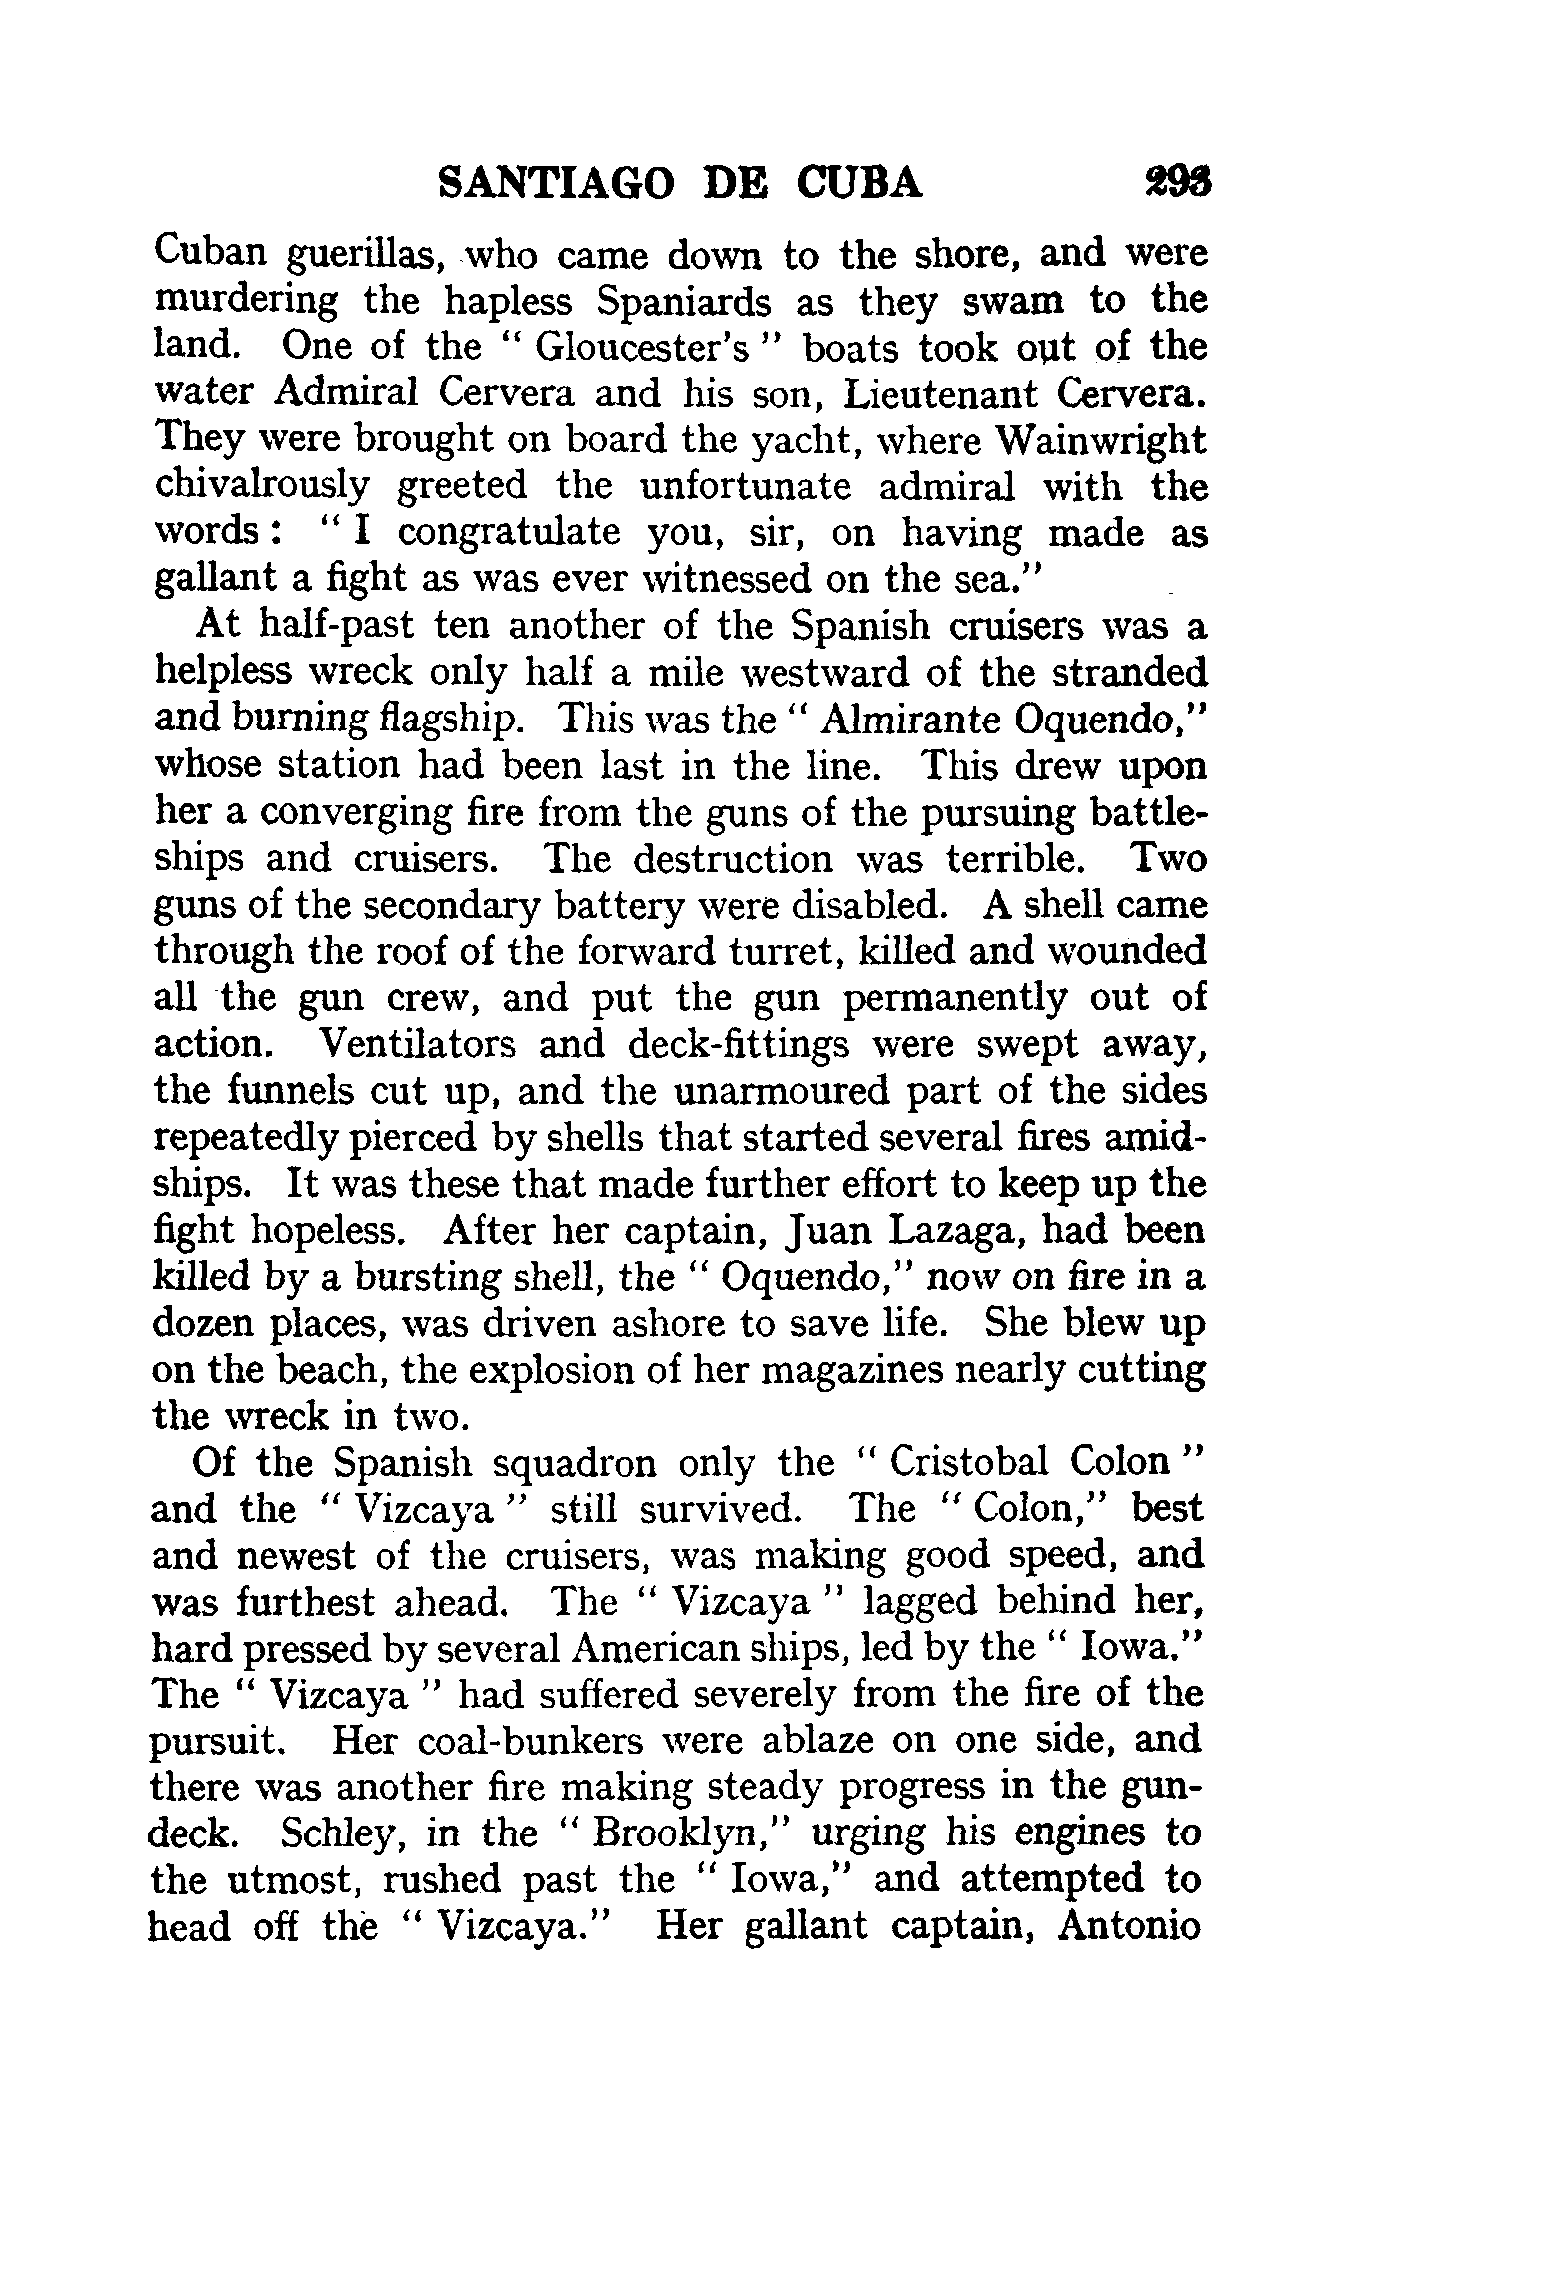 SANTIAGO DE CUBA 293
Cuban guerillas, who came down to the shore, and were
murdering the hapless Spaniards as they swam to the
land. One of the “ Gloucester’s ” boats took out of the
water Admiral Cervera and his son, Lieutenant Cervera.
They were brought on board the yacht, where Wainwright
chivalrously greeted the unfortunate admiral with the
words : “ I congratulate you, sir, on having made as
gallant a fight as was ever witnessed on the sea.”
At half-past ten another of the Spanish cruisers was a
helpless wreck only half a mile westward of the stranded
and burning flagship. This was the “ Almirante Oquendo,”
whose station had been last in the line. This drew upon
her a converging fire from the guns of the pursuing battle-
ships and cruisers. The destruction was terrible. Two
guns of the secondary battery were disabled. A shell came
through the roof of the forward turret, killed and wounded
all the gun crew, and put the gun permanently out of
action. Ventilators and deck-fittings were swept away,
the funnels cut up, and the unarmoured part of the sides
repeatedly pierced by shells that started several fires amid-
ships. It was these that made further effort to keep up the
fight hopeless. After her captain, Juan Lazaga, had been
killed by a bursting shell, the “ Oquendo,” now on fire in a
dozen places, was driven ashore to save life. She blew up
on the beach, the explosion of her magazines nearly cutting
the wreck in two.
Of the Spanish squadron only the “ Cristobal Colon ”
and the “ Vizcaya ” still survived. The “ Colon,” best
and newest of the cruisers, was making good speed, and
was furthest ahead. The “ Vizcaya ” lagged behind her,
hard pressed by several American ships, led by the “ Iowa.”
The “ Vizcaya ” had suffered severely from the fire of the
pursuit. Her coal-bunkers were ablaze on one side, and
there was another fire making steady progress in the gun-
deck. Schley, in the “ Brooklyn,” urging his engines to
the utmost, rushed past the “ Iowa,” and attempted to
head off the “ Vizcaya.” Her gallant captain, Antonio